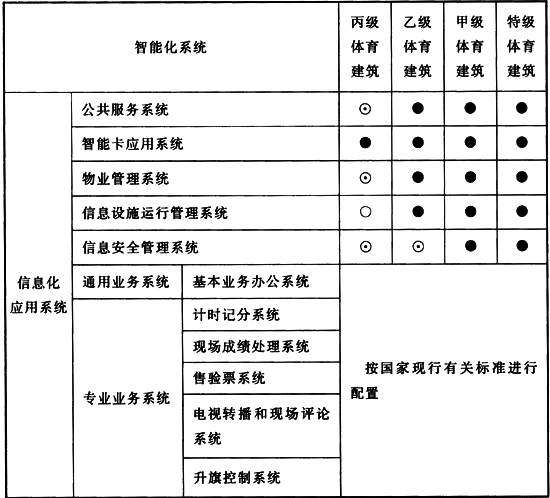 智能化系统
丙级
体育
建筑
乙级
体育
建筑
甲级
体育
建筑
特级
体育
建筑
信息化
应用系统
公共服务系统 ⊙ ● ● ●
智能卡应用系统 ● ● ● ●
物业管理系统 ⊙ ● ● ●
信息设施运行管理系统 ○ ● ● ●
信息安全管理系统 ⊙ ⊙ ● ●
通用业务系统
基本业务办公系统
专业业务系统
计时记分系统
现场成绩处理系统
售验票系统
电视转播和现场评论
系统
升旗控制系统
按国家现行有关标准进行
配置